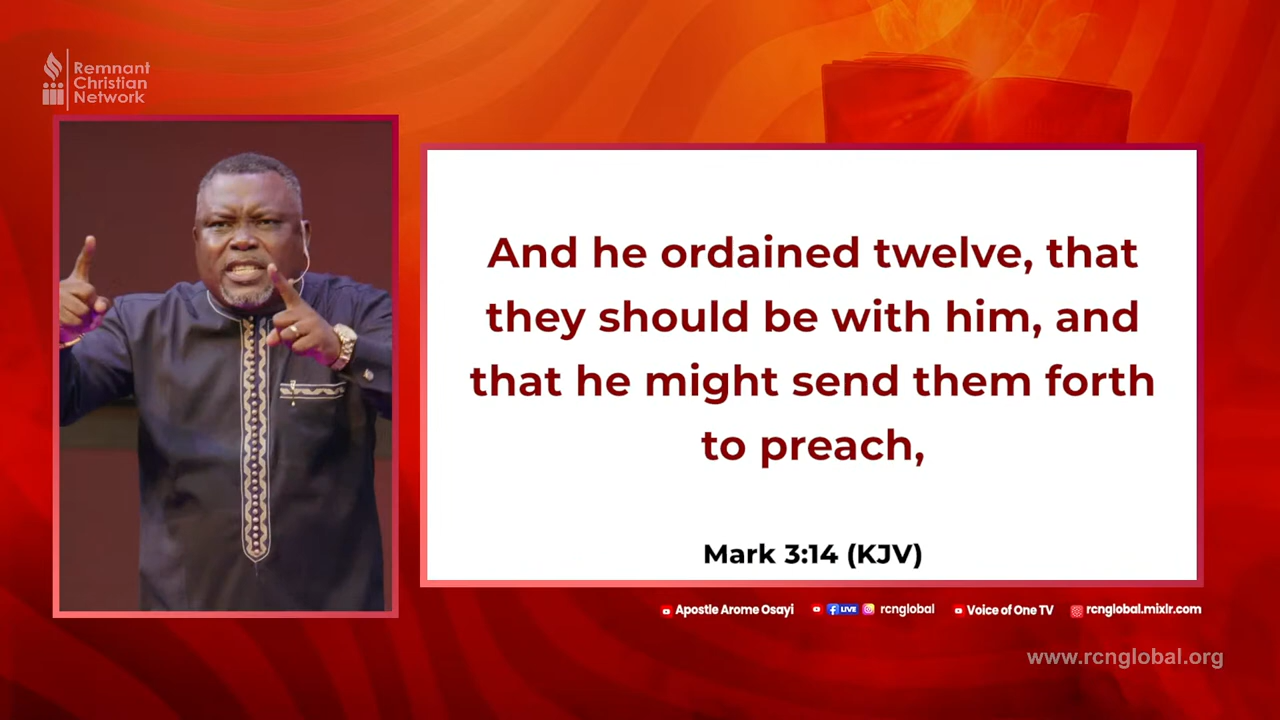 Remnant
Christian
Network
And he ordained twelve, that
they should be with him, and
that he might send them forth
to preach,
Mark 3:14 (KJV)
Apostle Arome Osayi LIVE rcnglobal Voice of One TV rcnglobal.mixlr.com
www.rcnglobal.org